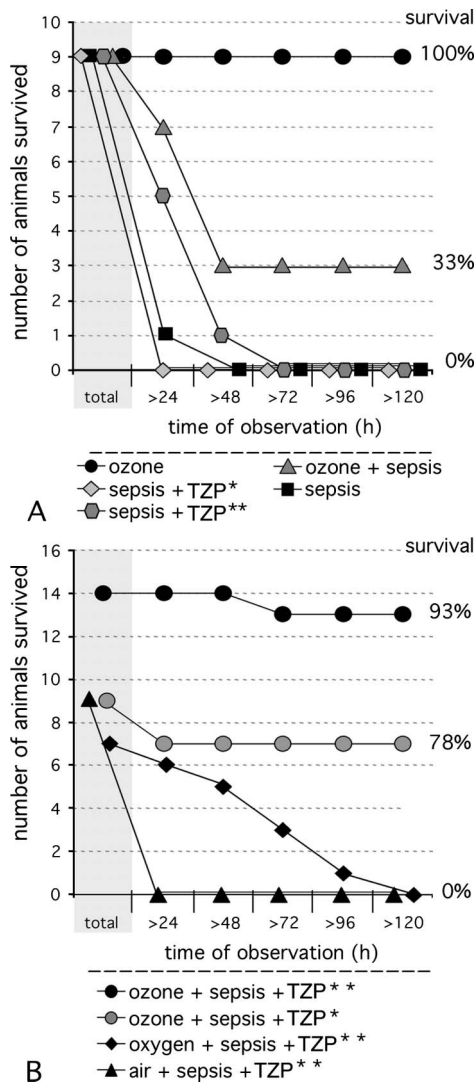 survival
10
9
8
7
6
5
4
3
2
1
0
number of animals survived
100%
33%
0%
total >24 >48 >72 >96 >120
time of observation (h)
ozone ozone + sepsis
sepsis + TZP* sepsis
sepsis + TZP**
A
survival
16
14
12
10
8
6
4
2
0
number of animals survived
93%
78%
0%
total >24 >48 >72 >96 >120
time of observation (h)
ozone + sepsis + TZP**
ozone + sepsis + TZP*
oxygen + sepsis + TZP**
air + sepsis + TZP**
B